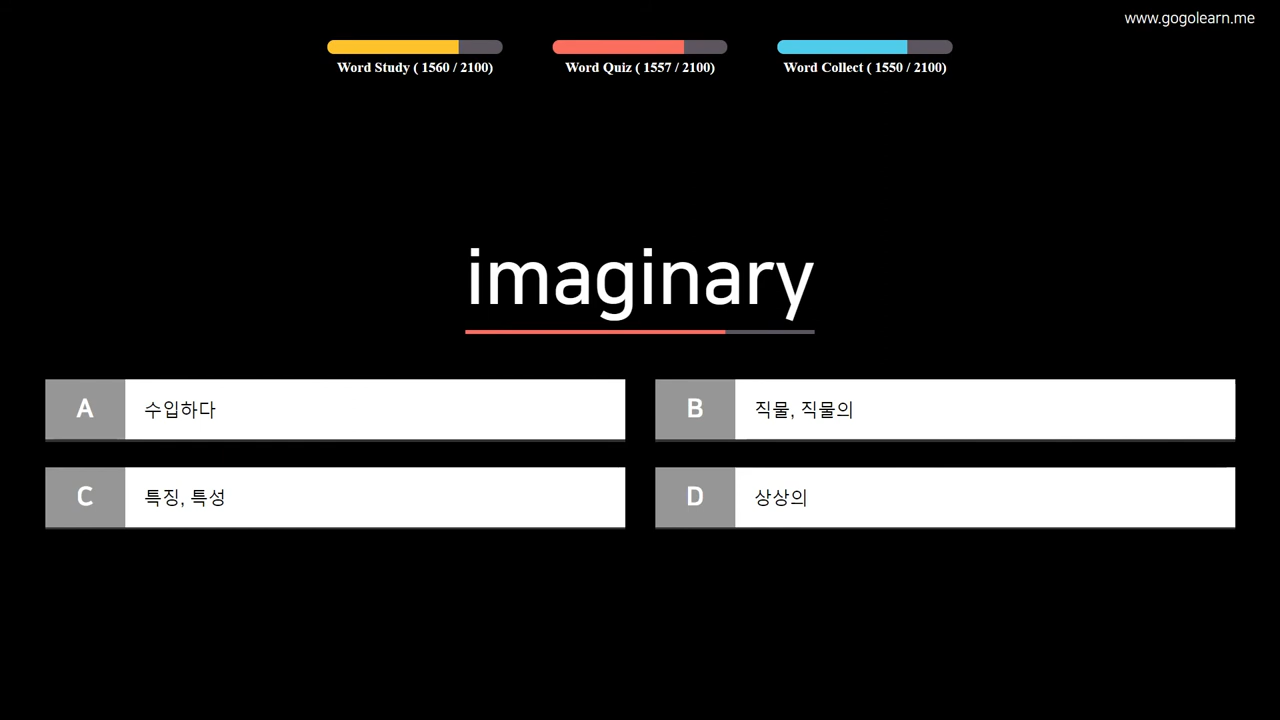 www.gogolearn.me
Word Study ( 1560 / 2100)
Word Quiz ( 1557 / 2100)
Word Collect ( 1550 / 2100)
imaginary
A 수입하다
B 직물, 직물의
C 특징, 특성
D 상상의